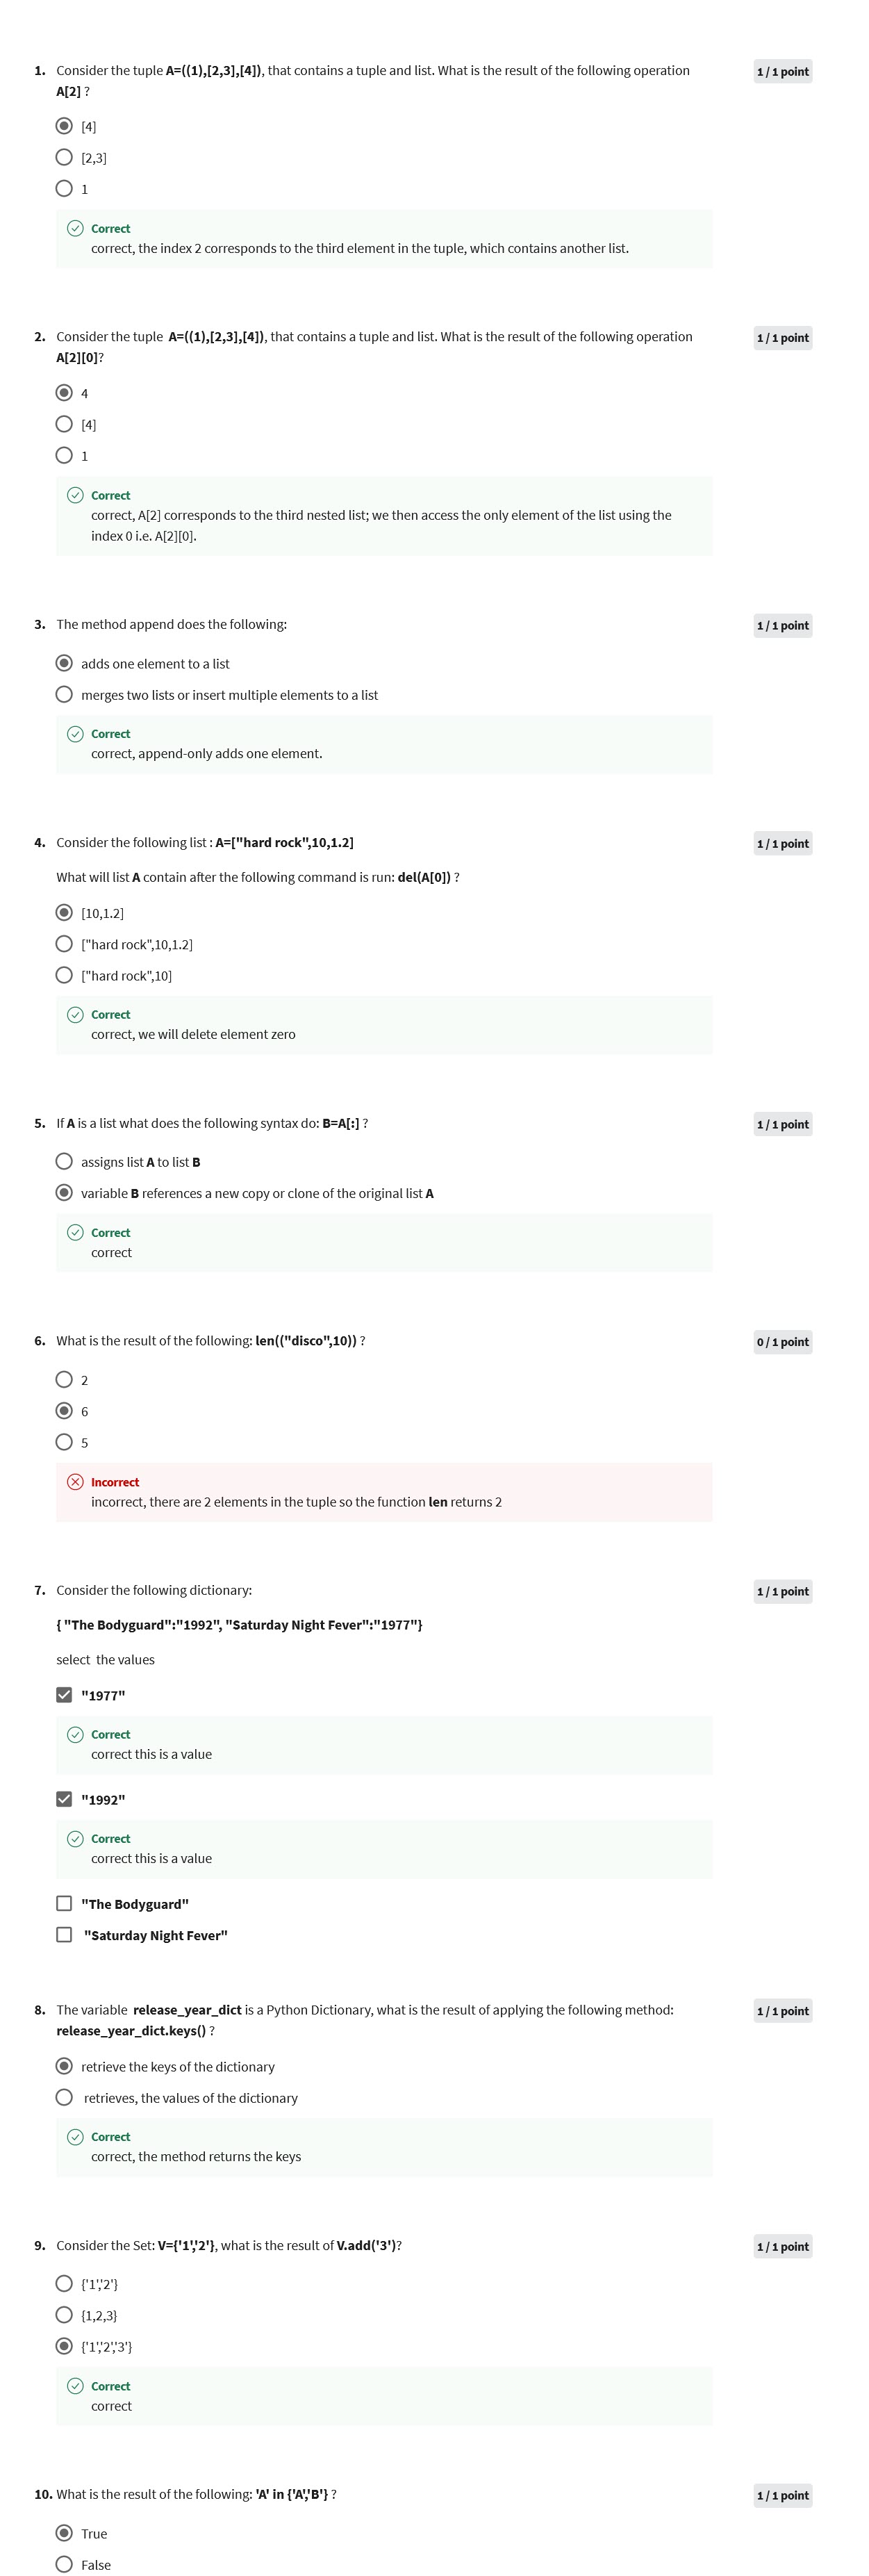 1. Consider the tuple A=((1),[2,3],[4]), that contains a tuple and list. What is the result of the following operation
1 / 1 point
A[2] ?
[4]
[2,3]
1
Correct
correct, the index 2 corresponds to the third element in the tuple, which contains another list.
2. Consider the tuple A=((1),[2,3],[4]), that contains a tuple and list. What is the result of the following operation
1 / 1 point
A[2][0]?
4
[4]
1
Correct
correct, A[2] corresponds to the third nested list; we then access the only element of the list using the
index 0 i.e. A[2][0].
3. The method append does the following:
1 / 1 point
adds one element to a list
merges two lists or insert multiple elements to a list
Correct
correct, append-only adds one element.
4. Consider the following list : A=["hard rock",10,1.2]
1 / 1 point
What will list A contain after the following command is run: del(A[0]) ?
[10,1.2]
["hard rock",10,1.2]
["hard rock",10]
Correct
correct, we will delete element zero
5. If A is a list what does the following syntax do: B=A[:] ?
1 / 1 point
assigns list A to list B
variable B references a new copy or clone of the original list A
Correct
correct
6. What is the result of the following: len(("disco",10)) ?
0 / 1 point
2
6
5
Incorrect
incorrect, there are 2 elements in the tuple so the function len returns 2
7. Consider the following dictionary:
1 / 1 point
{ "The Bodyguard":"1992", "Saturday Night Fever":"1977"}
select the values
"1977"
Correct
correct this is a value
"1992"
Correct
correct this is a value
"The Bodyguard"
"Saturday Night Fever"
8. The variable release_year_dict is a Python Dictionary, what is the result of applying the following method:
1 / 1 point
release_year_dict.keys() ?
retrieve the keys of the dictionary
retrieves, the values of the dictionary
Correct
correct, the method returns the keys
9. Consider the Set: V={'1','2'}, what is the result of V.add('3')?
1 / 1 point
{'1','2'}
{1,2,3}
{'1','2','3'}
Correct
correct
10. What is the result of the following: 'A' in {'A','B'} ?
1 / 1 point
True
False